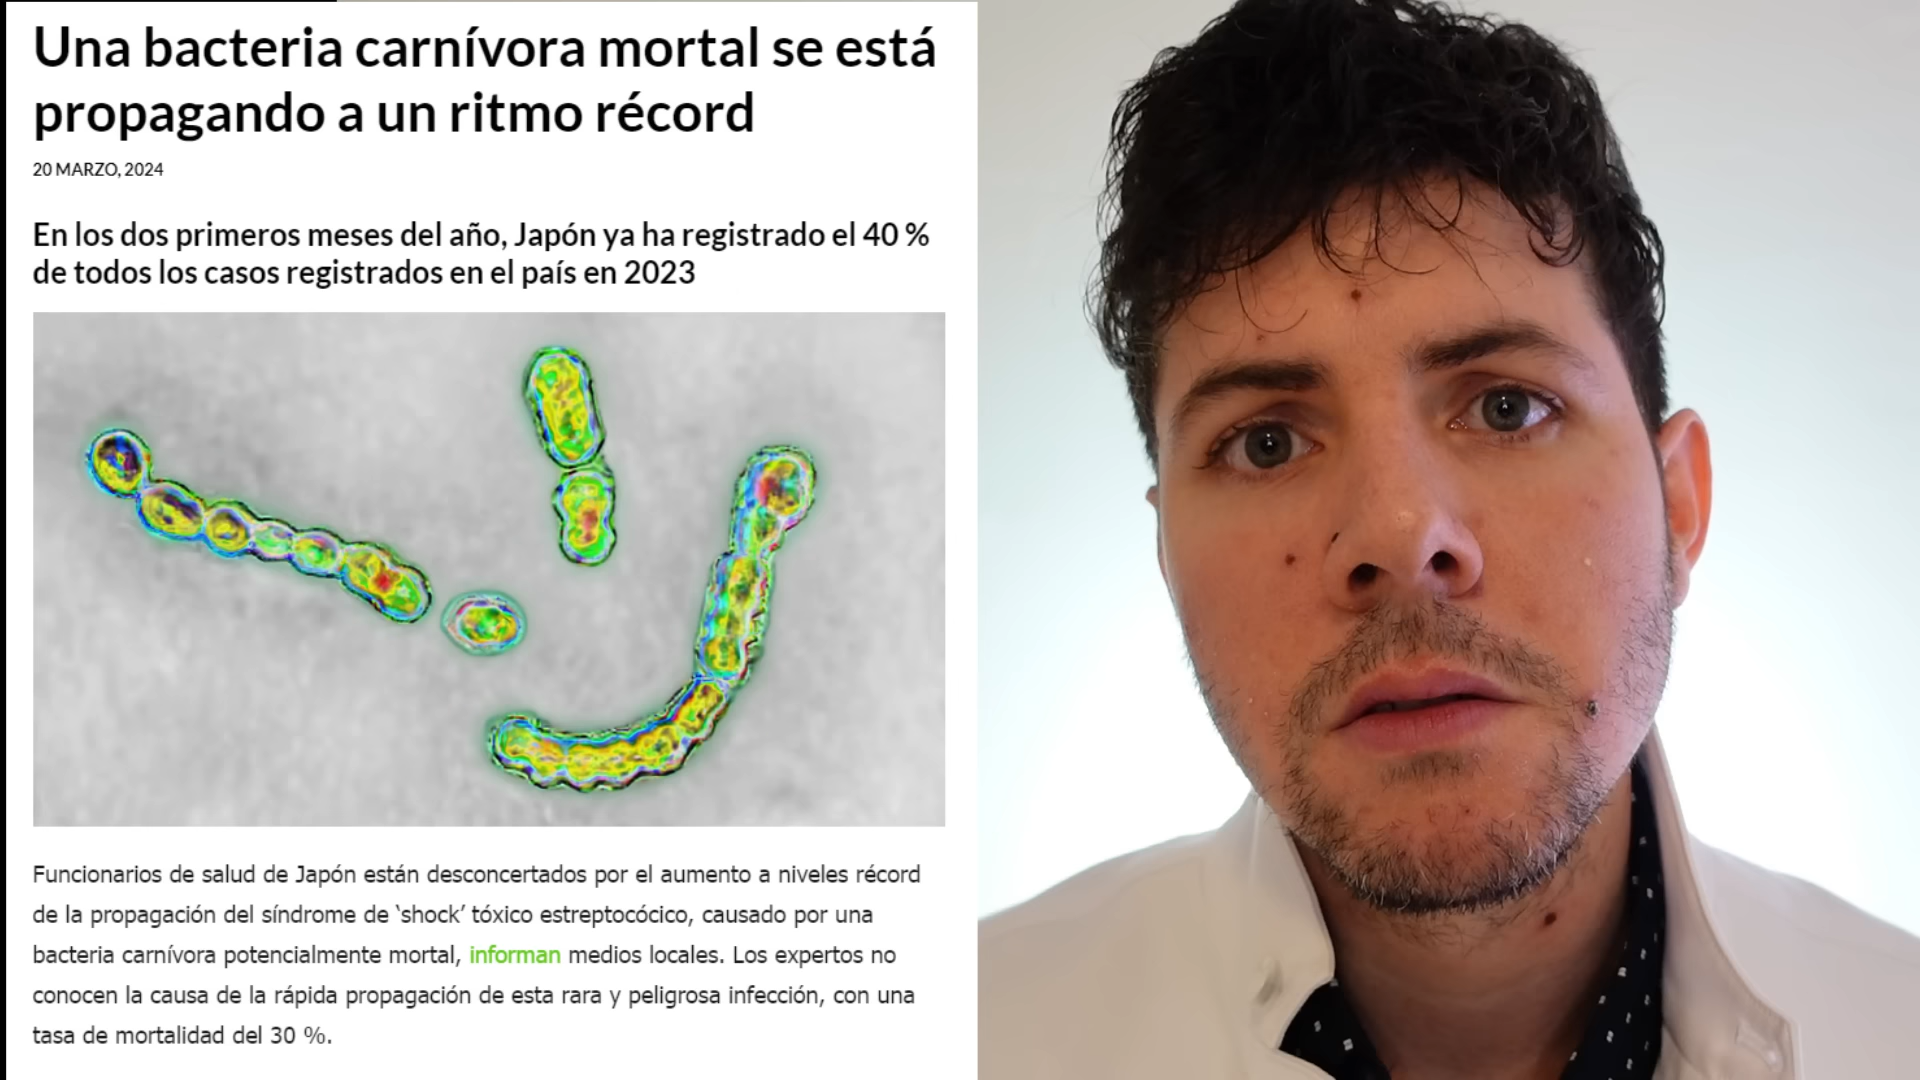 Una bacteria carnívora mortal se está
propagando a un ritmo récord
20 MARZO, 2024
En los dos primeros meses del año, Japón ya ha registrado el 40 %
de todos los casos registrados en el país en 2023
Funcionarios de salud de Japón están desconcertados por el aumento a niveles récord
de la propagación del síndrome de ‘shock’ tóxico estreptocócico, causado por una
bacteria carnívora potencialmente mortal, informan medios locales. Los expertos no
conocen la causa de la rápida propagación de esta rara y peligrosa infección, con una
tasa de mortalidad del 30 %.